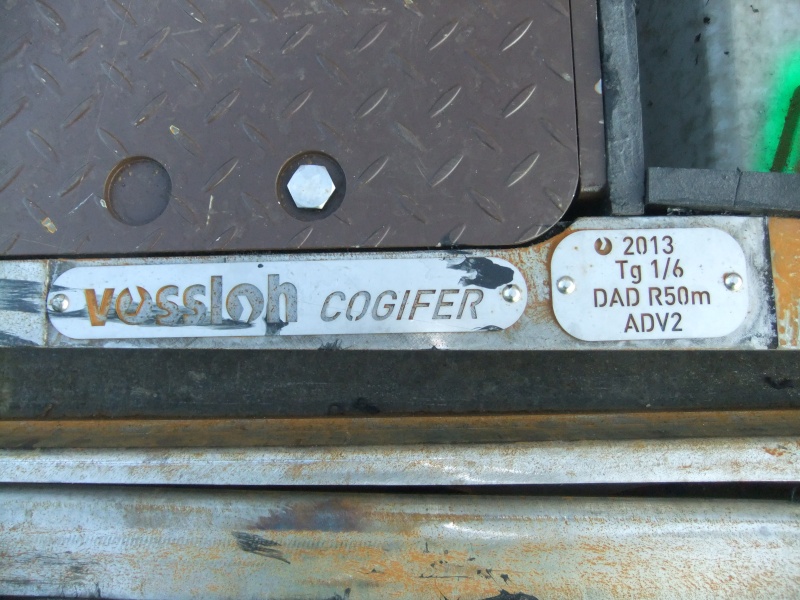 vossloh COGIFER
2013
Tg 1/6
DAD R50m
ADV2